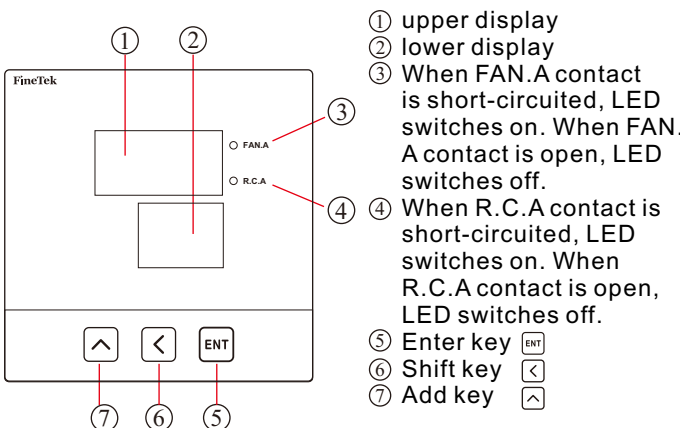 ① ②
FineTek
③
FAN.A
R.C.A
④
ENT
⑦ ⑥ ⑤
① upper display
② lower display
③ When FAN.A contact
is short-circuited, LED
switches on. When FAN.
A contact is open, LED
switches off.
④ When R.C.A contact is
short-circuited, LED
switches on. When
R.C.A contact is open,
LED switches off.
⑤ Enter key ENT
⑥ Shift key
⑦ Add key